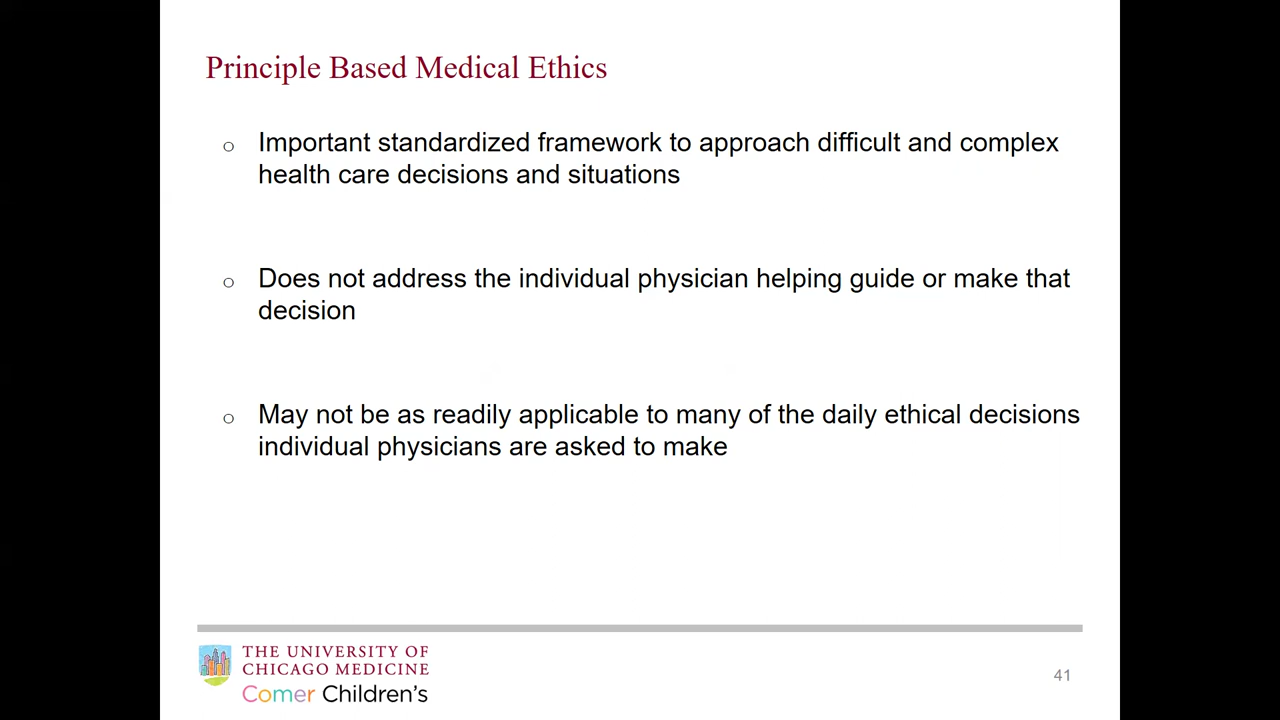 Principle Based Medical Ethics
o Important standardized framework to approach difficult and complex
health care decisions and situations
o Does not address the individual physician helping guide or make that
decision
o May not be as readily applicable to many of the daily ethical decisions
individual physicians are asked to make
THE UNIVERSITY OF
CHICAGO MEDICINE
Comer Children's
41